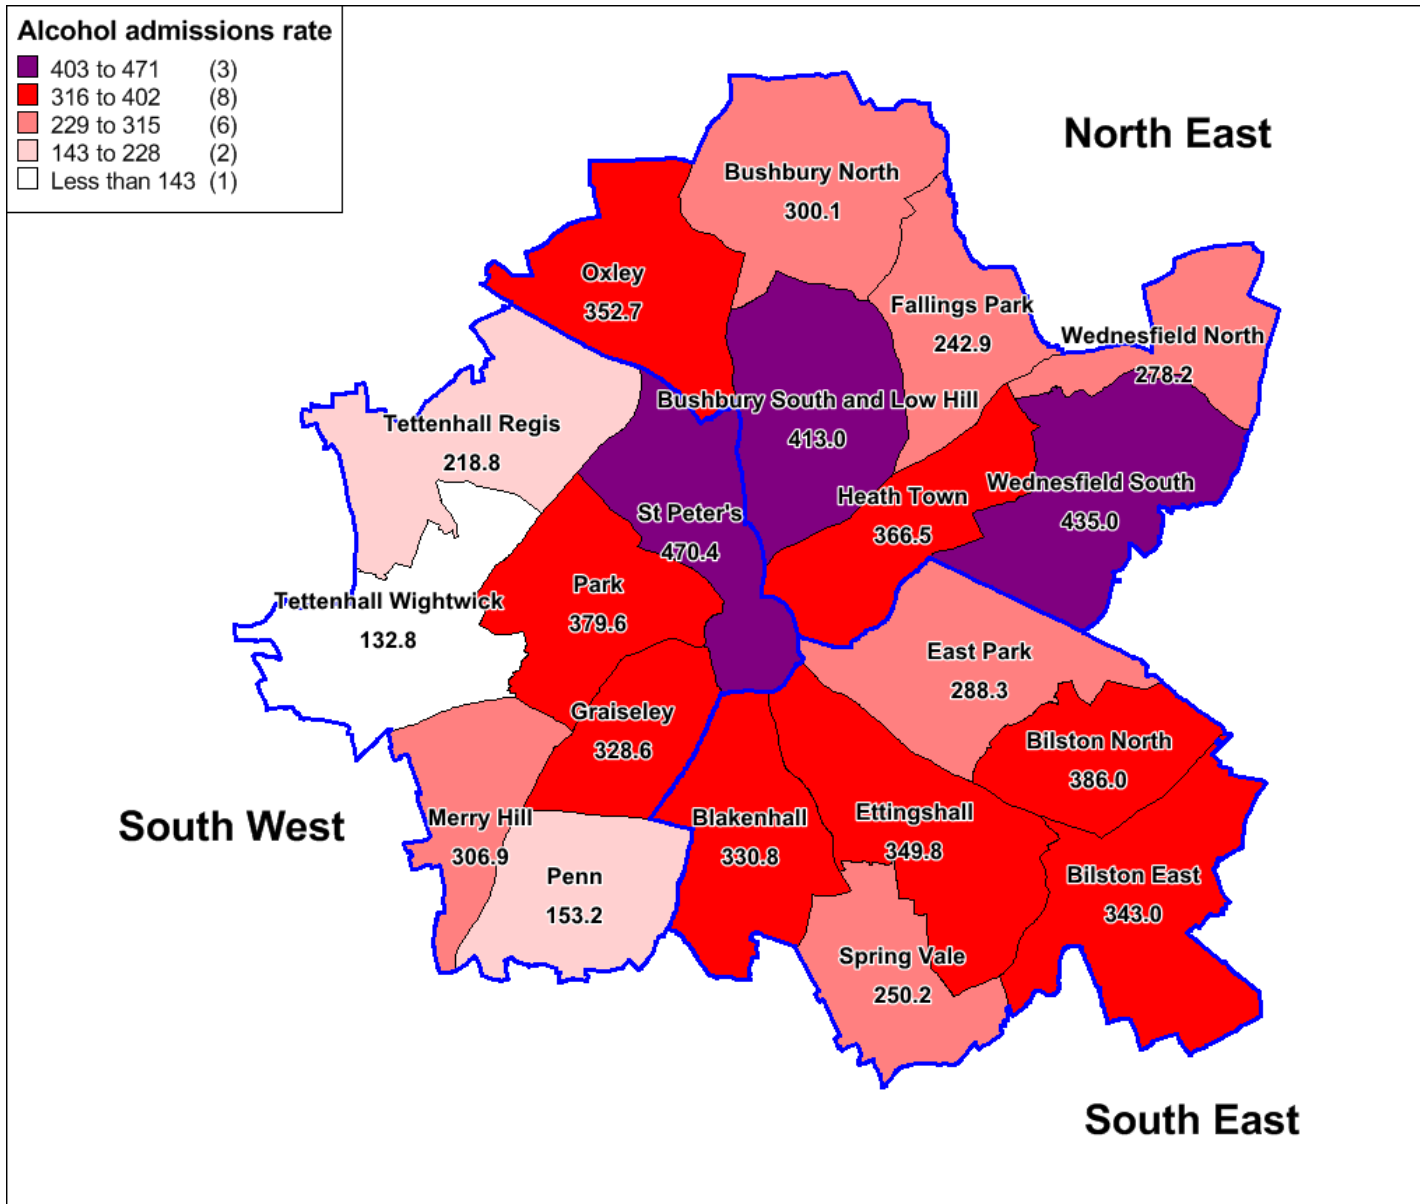 Alcohol admissions rate
403 to 471 (3)
316 to 402 (8)
229 to 315 (6)
143 to 228 (2)
Less than 143 (1)
North East
Bushbury North
300.1
Oxley
352.7
Fallings Park
242.9
Wednesfield North
278.2
Bushbury South and Low Hill
413.0
Tettenhall Regis
218.8
Heath Town
366.5
Wednesfield South
435.0
St Peter's
470.4
Park
379.6
Tettenhall Wightwick
132.8
East Park
288.3
Graiseley
328.6
Bilston North
386.0
South West
Merry Hill
306.9
Blakenhall
330.8
Ettingshall
349.8
Penn
153.2
Bilston East
343.0
Spring Vale
250.2
South East